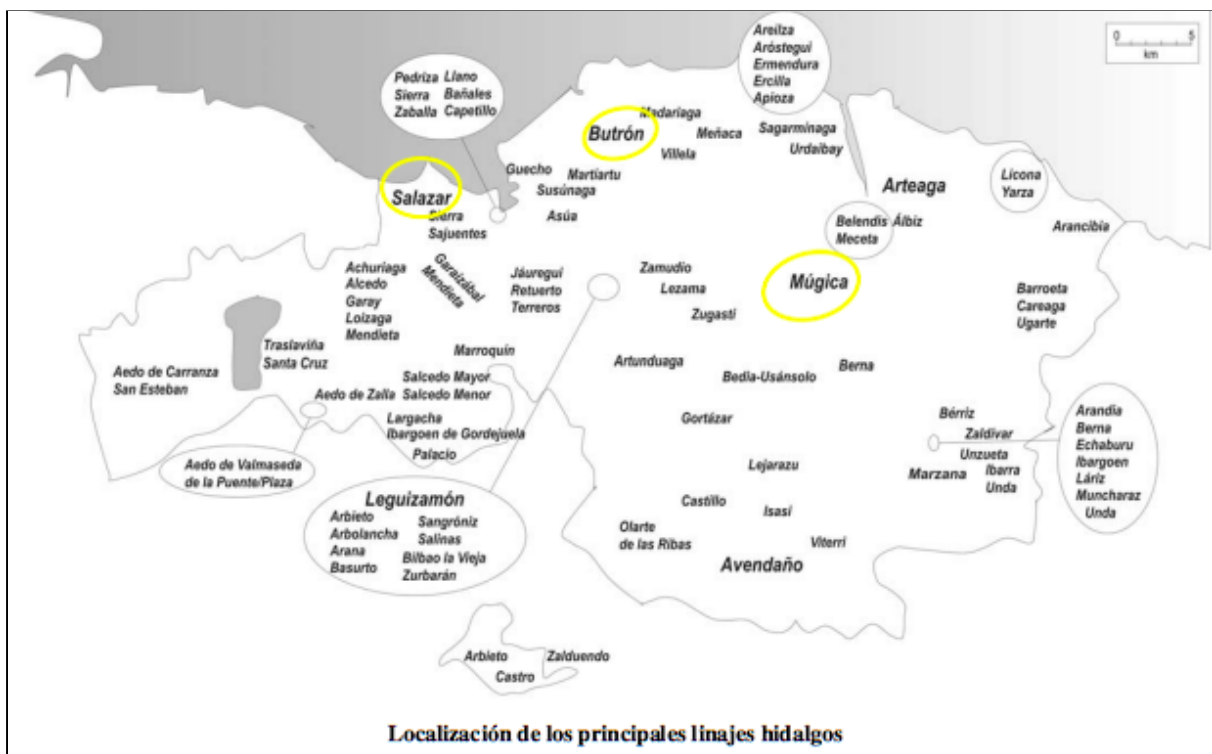 Areilza
Aróstegui
Ermendura
Ercilla
Apioza
0 5
km
Pedriza Llano
Sierra Bañales
Zaballa Capetillo
Madariaga
Butrón
Meñaca
Villela
Sagarmínaga
Urdaibay
Guecho
Martiartu
Susúnaga
Asúa
Salazar
Sierra
Sajuentes
Arteaga
Licona
Yarza
Belendis Álbiz
Meceta
Arancibia
Achuriaga
Alcedo
Garay
Loizaga
Mendieta
Garaizábal
Mendieta
Jáuregui
Retuerto
Terreros
Zamudio
Lezama
Zugasti
Múgica
Barroeta
Careaga
Ugarte
Traslaviña
Santa Cruz
Aedo de Carranza
San Esteban
Marroquín
Artunduaga
Bedia-Usánsolo
Berna
Salcedo Mayor
Aedo de Zalla Salcedo Menor
Largacha
Ibargoen de Gordejuela
Palacio
Gortázar
Bérriz
Zaldivar
Unzueta
Marzana
Ibarra
Unda
Arandia
Berna
Echaburu
Ibargoen
Láriz
Muncharaz
Unda
Aedo de Valmaseda
de la Puente/Plaza
Lejarazu
Leguizamón
Arbieto
Arbolancha
Arana
Basurto
Sangróniz
Salinas
Bilbao la Vieja
Zurbarán
Castillo
Isasi
Olarte
de las Ribas
Viterri
Avendaño
Arbieto
Zalduendo
Castro
Localización de los principales linajes hidalgos